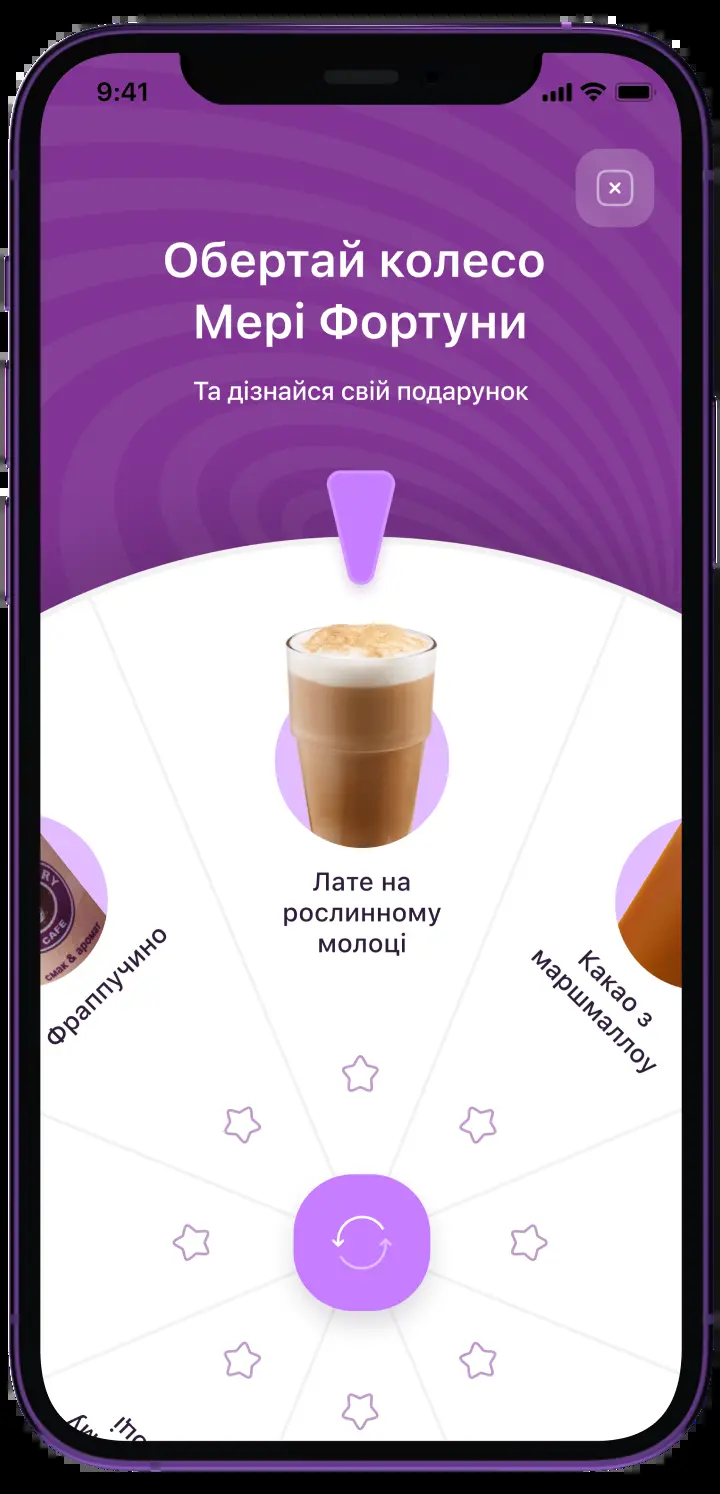 9:41
Обертай колесо
Мері Фортуни
Та дізнайся свій подарунок
Лате на
рослинному
молоці
RY
CAFE
смак & аромат
Фраппучино
Какао з
маршмаллоу